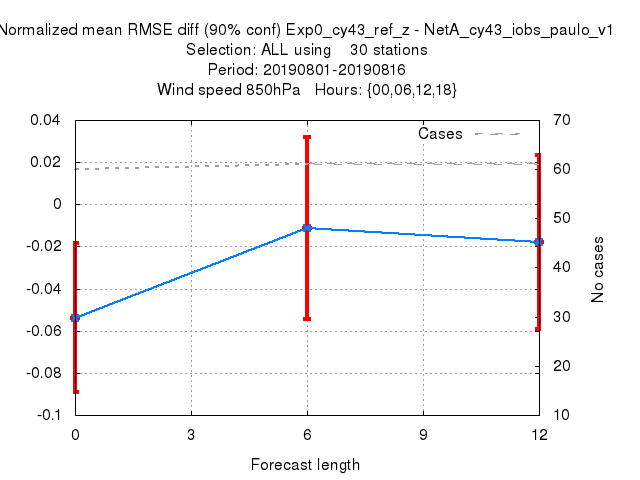 Normalized mean RMSE diff (90% conf) Exp0_cy43_ref_z - NetA_cy43_iobs_paulo_v1
Selection: ALL using 30 stations
Period: 20190801-20190816
Wind speed 850hPa Hours: {00,06,12,18}
0.04
0.02
0
-0.02
-0.04
-0.06
-0.08
-0.1
Cases
70
60
50
40
30
20
10
No cases
0
3
6
9
12
Forecast length